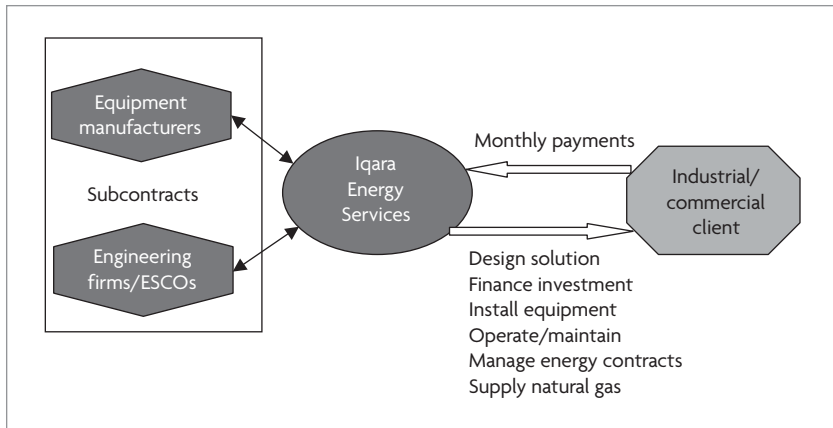 Equipment
manufacturers
Subcontracts
Engineering
firms/ESCOs
Iqara
Energy
Services
Monthly payments
Industrial/
commercial
client
Design solution
Finance investment
Install equipment
Operate/maintain
Manage energy contracts
Supply natural gas